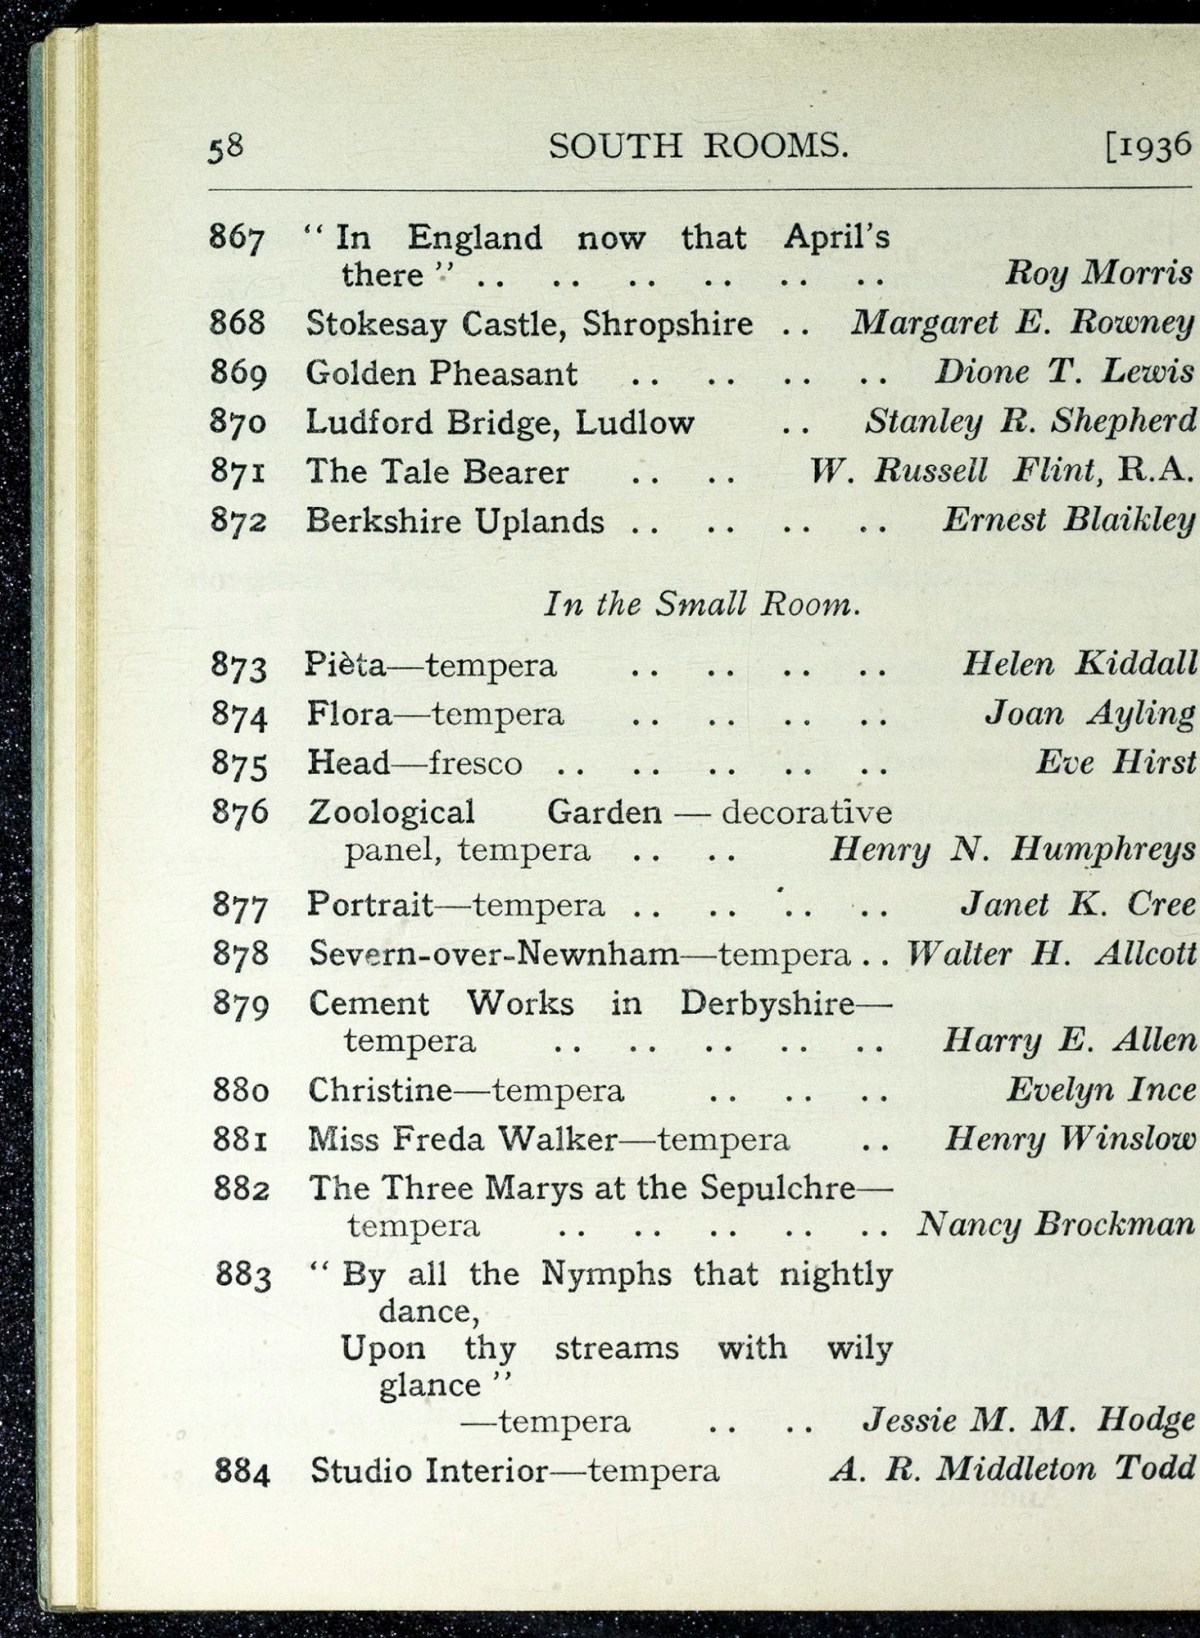 58 SOUTH ROOMS. [1936
867 “ In England now that April’s
there ” .. .. .. .. .. .. Roy Morris
868 Stokesay Castle, Shropshire .. Margaret E. Rowney
869 Golden Pheasant .. .. .. .. Dione T. Lewis
870 Ludford Bridge, Ludlow .. Stanley R. Shepherd
871 The Tale Bearer .. .. W. Russell Flint, R.A.
872 Berkshire Uplands .. .. .. .. Ernest Blaikley
In the Small Room.
873 Pièta—tempera .. .. .. .. Helen Kiddall
874 Flora—tempera .. .. .. .. Joan Ayling
875 Head—fresco .. .. .. .. .. Eve Hirst
876 Zoological Garden — decorative
panel, tempera .. .. Henry N. Humphreys
877 Portrait—tempera .. .. .. .. Janet K. Cree
878 Severn-over-Newnham—tempera .. Walter H. Allcott
879 Cement Works in Derbyshire—
tempera .. .. .. .. .. Harry E. Allen
880 Christine—tempera .. .. .. Evelyn Ince
881 Miss Freda Walker—tempera .. Henry Winslow
882 The Three Marys at the Sepulchre—
tempera .. .. .. .. .. Nancy Brockman
883 “ By all the Nymphs that nightly
dance,
Upon thy streams with wily
glance ”
—tempera .. .. Jessie M. M. Hodge
884 Studio Interior—tempera A. R. Middleton Todd